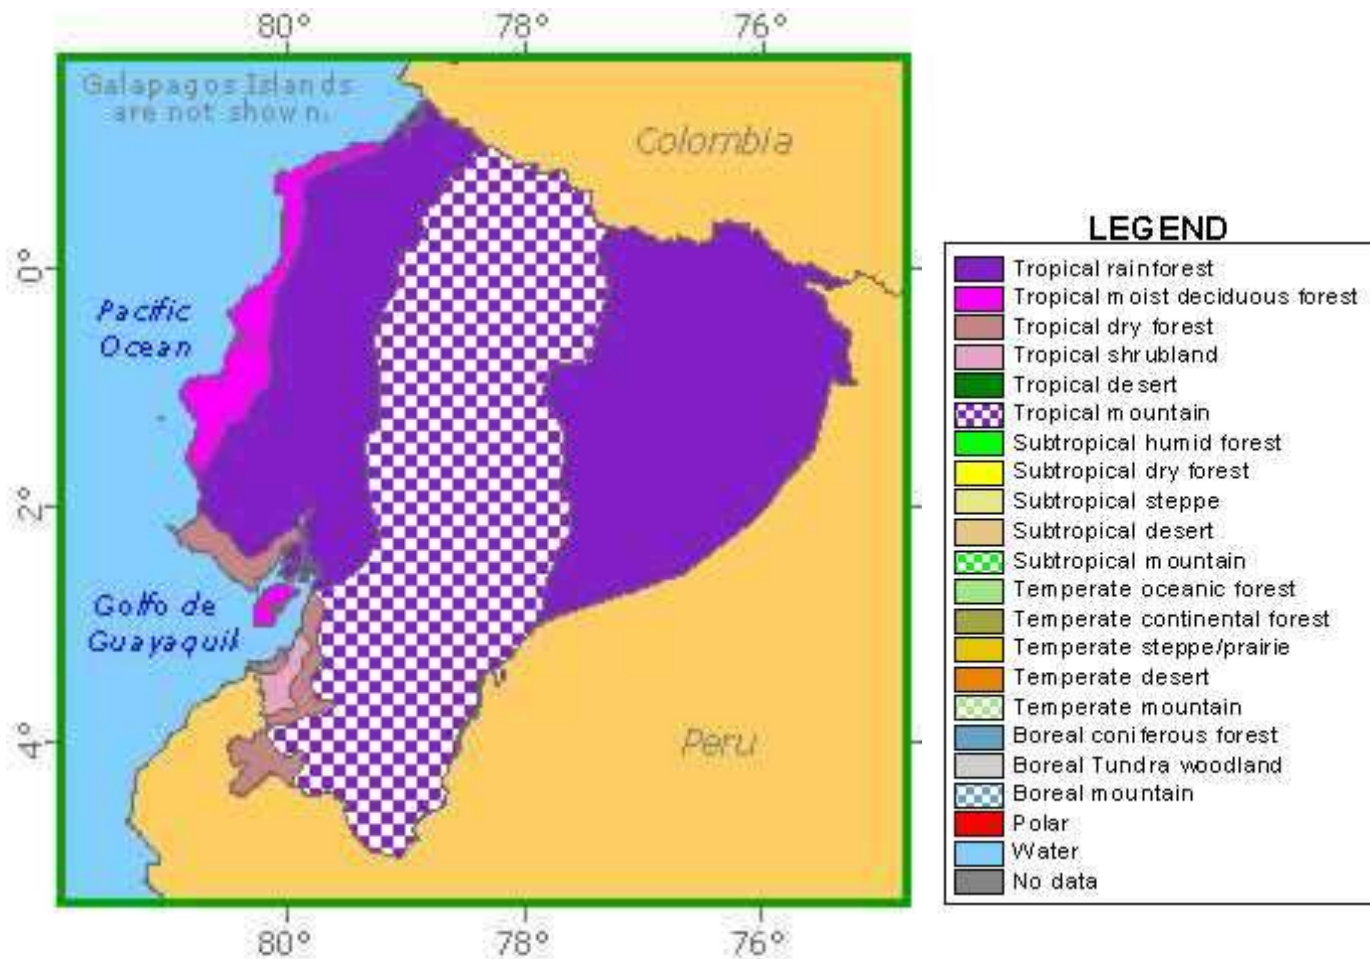 80° 78° 76°
Galapagos Islands
are not shown.
Colombia
0°
Pacific
Ocean
2°
Golfo de
Guayaquil
4°
Peru
80° 78° 76°
LEGEND
Tropical rainforest
Tropical moist deciduous forest
Tropical dry forest
Tropical shrubland
Tropical desert
Tropical mountain
Subtropical humid forest
Subtropical dry forest
Subtropical steppe
Subtropical desert
Subtropical mountain
Temperate oceanic forest
Temperate continental forest
Temperate steppe/prairie
Temperate desert
Temperate mountain
Boreal coniferous forest
Boreal Tundra woodland
Boreal mountain
Polar
Water
No data